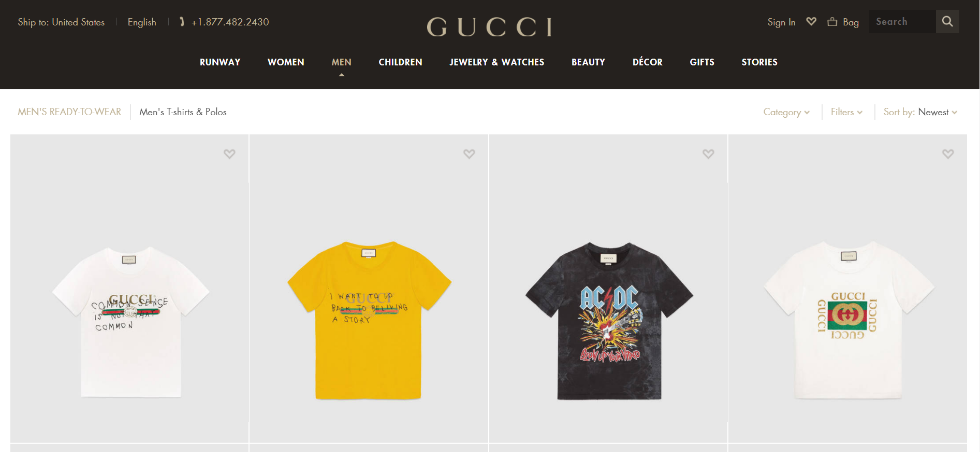 Ship to: United States
English
+1.877.482.2430
GUCCI
Sign In
Bag
Search
RUNWAY
WOMEN
MEN
CHILDREN
JEWELRY & WATCHES
BEAUTY
DÉCOR
GIFTS
STORIES
MEN'S READY-TO-WEAR
Men's T-shirts & Polos
Category
Filters
Sort by: Newest
GUCCI
COMMON SENSE
IS NOT THAT
COMMON
GUCCI
I WANT TO GO
BACK TO BELIVING
A STORY
AC DC
GUCCI
GUCCI
GUCCI
GUCCI